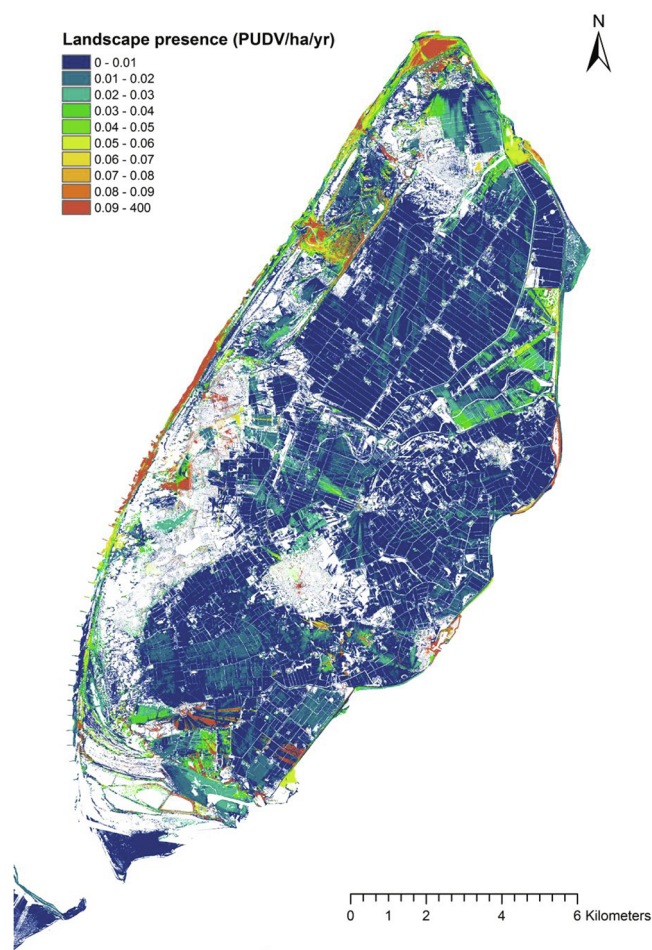 N
Landscape presence (PUDV/ha/yr)
0 - 0.01
0.01 - 0.02
0.02 - 0.03
0.03 - 0.04
0.04 - 0.05
0.05 - 0.06
0.06 - 0.07
0.07 - 0.08
0.08 - 0.09
0.09 - 400
0 1 2 4 6 Kilometers